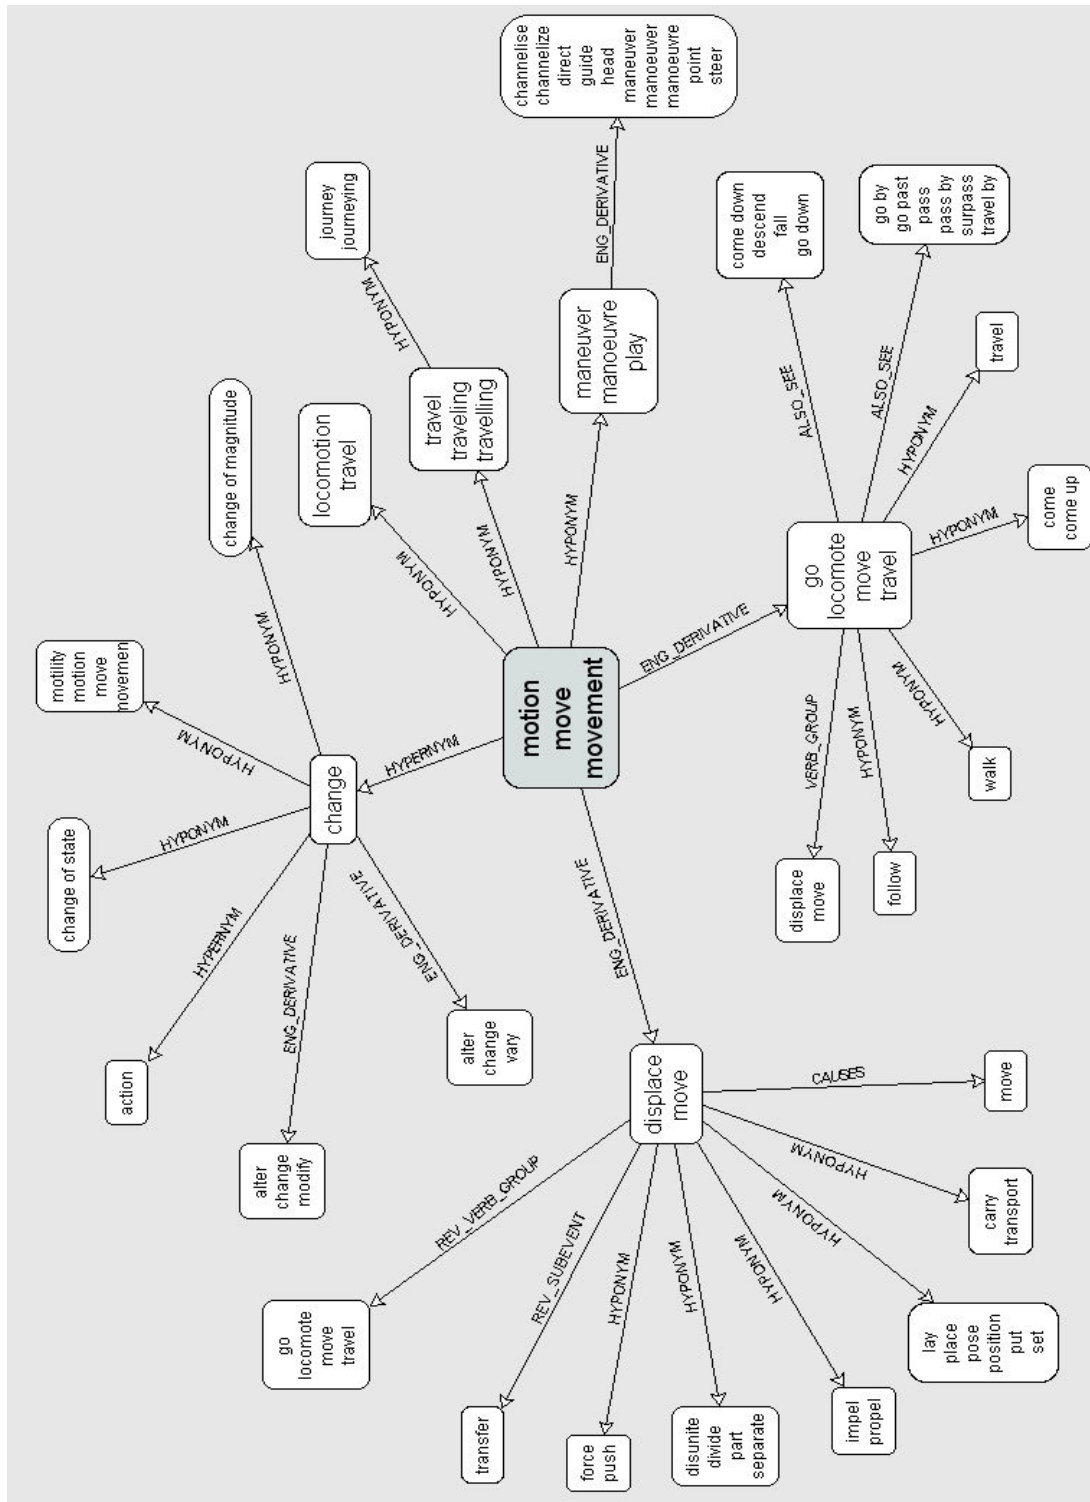 motion
move
movement
HYPERNYM
change
HYPERNYM
action
HYPONYM
change of state
HYPONYM
motility
motion
move
movemen
HYPONYM
change of magnitude
ENG_DERIVATIVE
alter
change
modify
ENG_DERIVATIVE
alter
change
vary
HYPONYM
locomotion
travel
HYPONYM
travel
traveling
travelling
HYPONYM
journey
journeying
HYPONYM
maneuver
manoeuvre
play
ENG_DERIVATIVE
channelise
channelize
direct
guide
head
maneuver
manoeuver
manoeuvre
point
steer
ENG_DERIVATIVE
go
locomote
move
travel
ALSO_SEE
come down
descend
fall
go down
ALSO_SEE
go by
go past
pass
pass by
surpass
travel by
HYPONYM
travel
HYPONYM
come
come up
HYPONYM
walk
HYPONYM
follow
VERB_GROUP
displace
move
ENG_DERIVATIVE
displace
move
REV_VERB_GROUP
go
locomote
move
travel
REV_SUBEVENT
transfer
HYPONYM
force
push
HYPONYM
disunite
divide
part
separate
HYPONYM
impel
propel
HYPONYM
lay
place
pose
position
put
set
HYPONYM
carry
transport
CAUSES
move